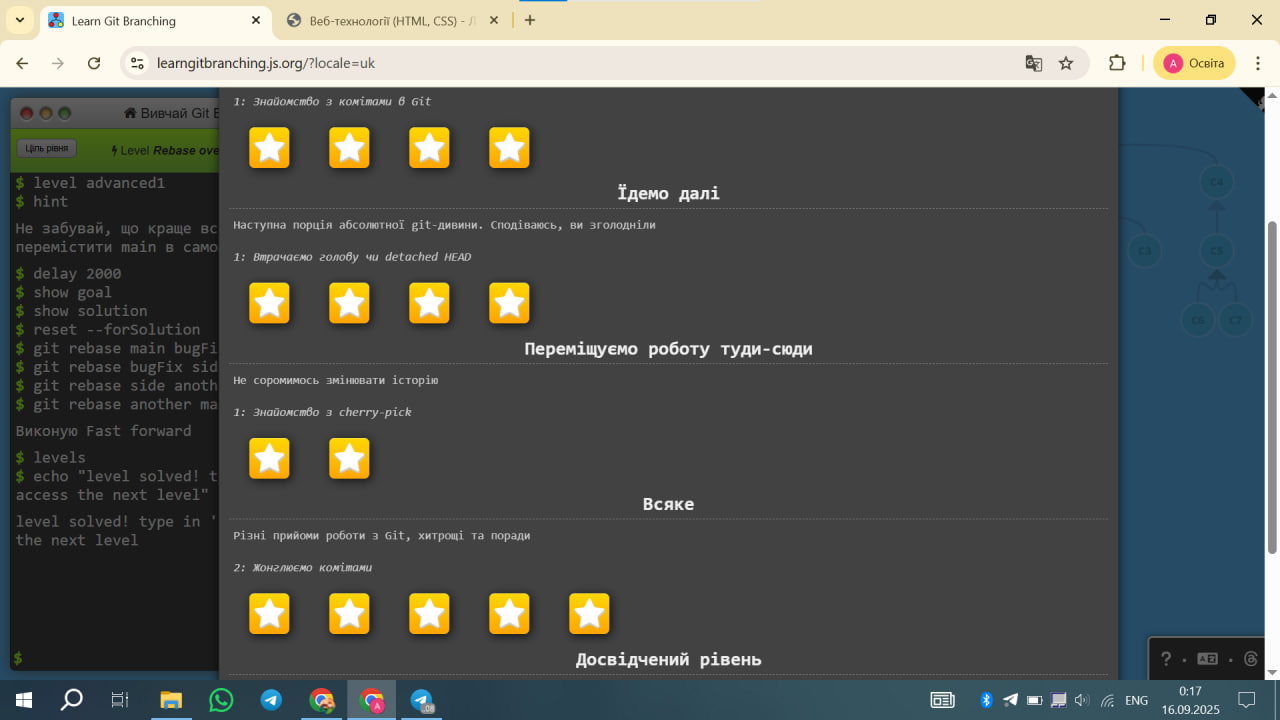 Learn Git Branching
Веб-технології (HTML, CSS) - Л
learngitbranching.js.org/?locale=uk
A
Освіта
Вивчай Git E
Ціль рівня
Level Rebase ove
$ level advanced1
$ hint
Не забувай, що краще вс
перемістити main в само
$ delay 2000
$ show goal
$ show solution
$ reset --forSolution
$ git rebase main bugFi
$ git rebase bugFix sid
$ git rebase side anoth
$ git rebase another ma
Виконую Fast forward
$ levels
$ echo "level solved! t
access the next level"
level solved! type in '
the next level
$
1: Знайомство з комітами в Git
Їдемо далі
Наступна порція абсолютної git-дивини. Сподіваюсь, ви зголодніли
1: Втрачаємо голову чи detached HEAD
Переміщуємо роботу туди-сюди
Не соромимось змінювати історію
1: Знайомство з cherry-pick
Всяке
Різні прийоми роботи з Git, хитрощі та поради
2: Жонглюємо комітами
Досвідчений рівень
C4
C3
C5
C6
C7
?
A
ENG
0:17
16.09.2025